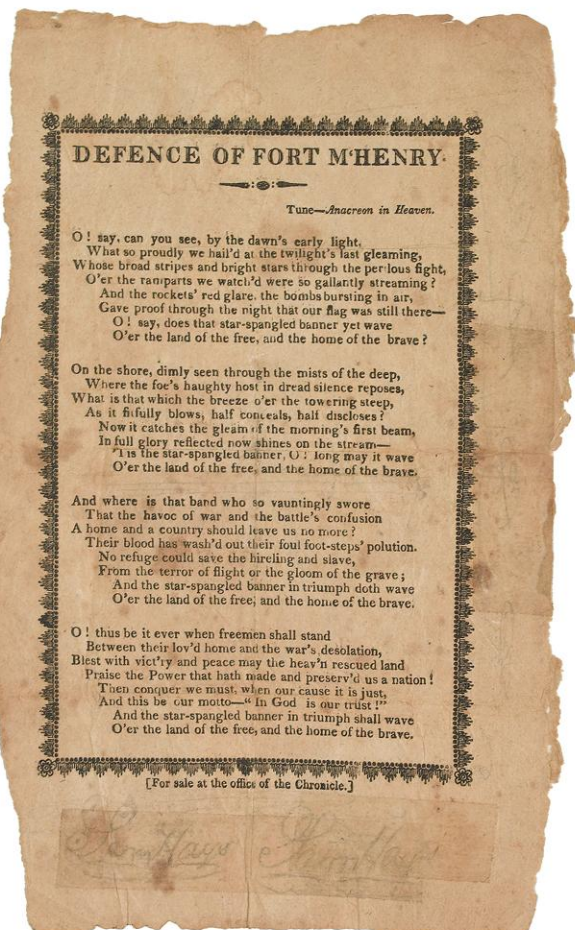 DEFENCE OF FORT M'HENRY.
Tune—Anacreon in Heaven.
O! say, can you see, by the dawn's early light,
What so proudly we hail'd at the twilight's last gleaming,
Whose broad stripes and bright stars through the perilous fight,
O'er the ramparts we watch'd were so gallantly streaming?
And the rockets' red glare, the bombs bursting in air,
Gave proof through the night that our flag was still there—
O! say, does that star-spangled banner yet wave
O'er the land of the free, and the home of the brave?
On the shore, dimly seen through the mists of the deep,
Where the foe's haughty host in dread silence reposes,
What is that which the breeze o'er the towering steep,
As it fitfully blows, half conceals, half discloses?
Now it catches the gleam of the morning's first beam,
In full glory reflected now shines on the stream—
'Tis the star-spangled banner, O! long may it wave
O'er the land of the free, and the home of the brave.
And where is that band who so vauntingly swore
That the havoc of war and the battle's confusion
A home and a country should leave us no more?
Their blood has wash'd out their foul foot-steps' polution.
No refuge could save the hireling and slave,
From the terror of flight or the gloom of the grave;
And the star-spangled banner in triumph doth wave
O'er the land of the free, and the home of the brave.
O! thus be it ever when freemen shall stand
Between their lov'd home and the war's desolation,
Blest with vict'ry and peace may the heav'n rescued land
Praise the Power that hath made and preserv'd us a nation!
Then conquer we must, when our cause it is just,
And this be our motto—"In God is our trust!"
And the star-spangled banner in triumph shall wave
O'er the land of the free, and the home of the brave.
[For sale at the office of the Chronicle.]
Hays